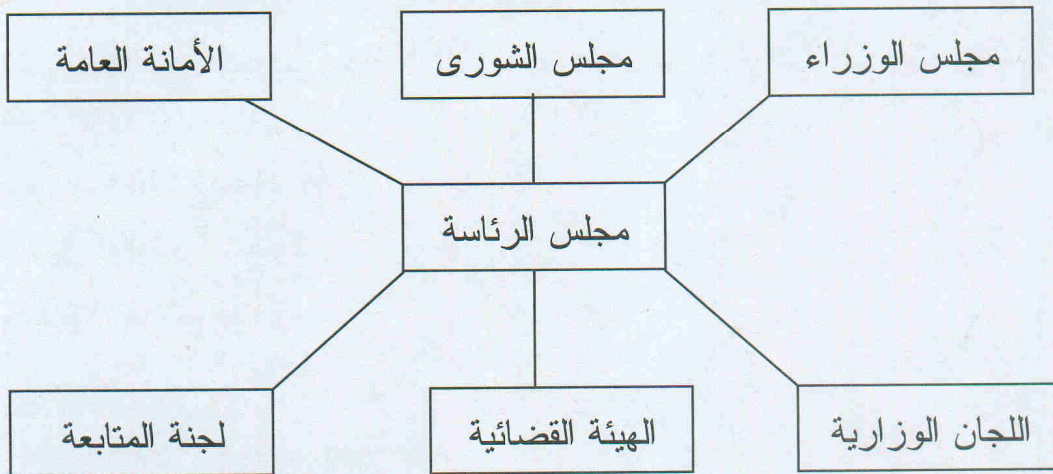 مجلس الوزراء
مجلس الشورى
الأمانة العامة
مجلس الرئاسة
اللجان الوزارية
الهيئة القضائية
لجنة المتابعة